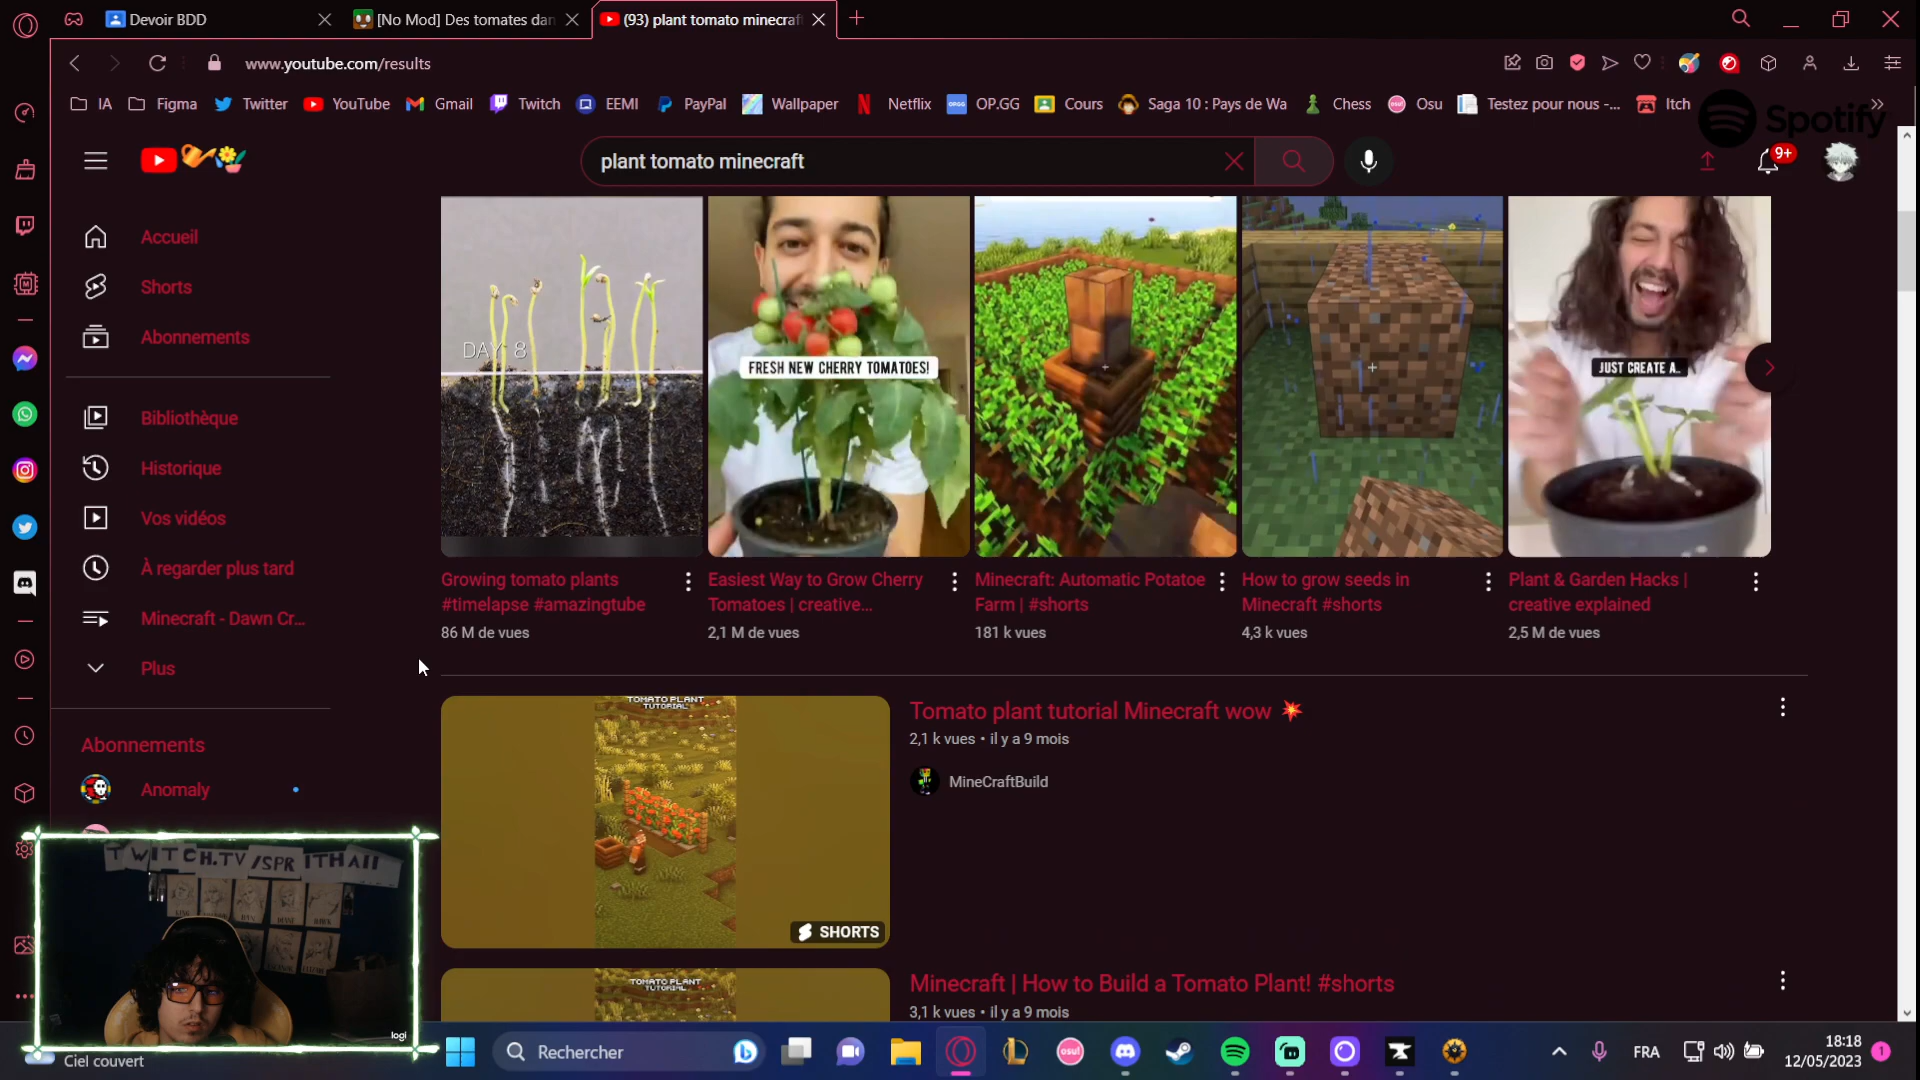 Devoir BDD
[No Mod] Des tomates dan
(93) plant tomato minecraft
www.youtube.com/results
IA
Figma
Twitter
YouTube
Gmail
Twitch
EEMI
PayPal
Wallpaper
Netflix
OP.GG
Cours
Saga 10 : Pays de Wa
Chess
Osu
Testez pour nous -...
Itch
Spotify
plant tomato minecraft
9+
Accueil
Shorts
Abonnements
Bibliothèque
Historique
Vos vidéos
À regarder plus tard
Minecraft - Dawn Cr...
Plus
Abonnements
Anomaly
DAY 8
FRESH NEW CHERRY TOMATOES!
JUST CREATE A..
Growing tomato plants
#timelapse #amazingtube
86 M de vues
Easiest Way to Grow Cherry
Tomatoes | creative...
2,1 M de vues
Minecraft: Automatic Potatoe
Farm | #shorts
181 k vues
How to grow seeds in
Minecraft #shorts
4,3 k vues
Plant & Garden Hacks |
creative explained
2,5 M de vues
TOMATO PLANT
TUTORIAL
SHORTS
Tomato plant tutorial Minecraft wow 💥
2,1 k vues • il y a 9 mois
MineCraftBuild
TOMATO PLANT
TUTORIAL
Minecraft | How to Build a Tomato Plant! #shorts
3,1 k vues • il y a 9 mois
TWITCH.TV/SPRITHAII
logi
Ciel couvert
Rechercher
osu!
FRA
18:18
12/05/2023
1